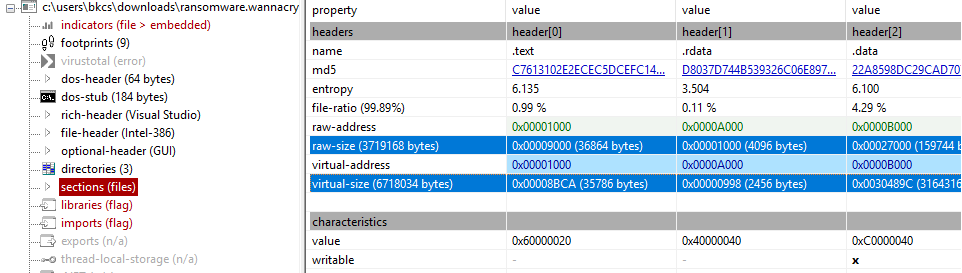 c:\users\bkcs\downloads\ransomware.wannacry
indicators (file > embedded)
footprints (9)
virustotal (error)
dos-header (64 bytes)
dos-stub (184 bytes)
rich-header (Visual Studio)
file-header (Intel-386)
optional-header (GUI)
directories (3)
sections (files)
libraries (flag)
imports (flag)
exports (n/a)
thread-local-storage (n/a)
property value value value
headers header[0] header[1] header[2]
name .text .rdata .data
md5 C7613102E2ECEC5DCEFC14... D8037D744B539326C06E897... 22A8598DC29CAD70
entropy 6.135 3.504 6.100
file-ratio (99.89%) 0.99 % 0.11 % 4.29 %
raw-address 0x00001000 0x0000A000 0x0000B000
raw-size (3719168 bytes) 0x00009000 (36864 bytes) 0x00001000 (4096 bytes) 0x00027000 (159744 b
virtual-address 0x00001000 0x0000A000 0x0000B000
virtual-size (6718034 bytes) 0x00008BCA (35786 bytes) 0x00000998 (2456 bytes) 0x0030489C (3164316
characteristics
value 0x60000020 0x40000040 0xC0000040
writable - - x